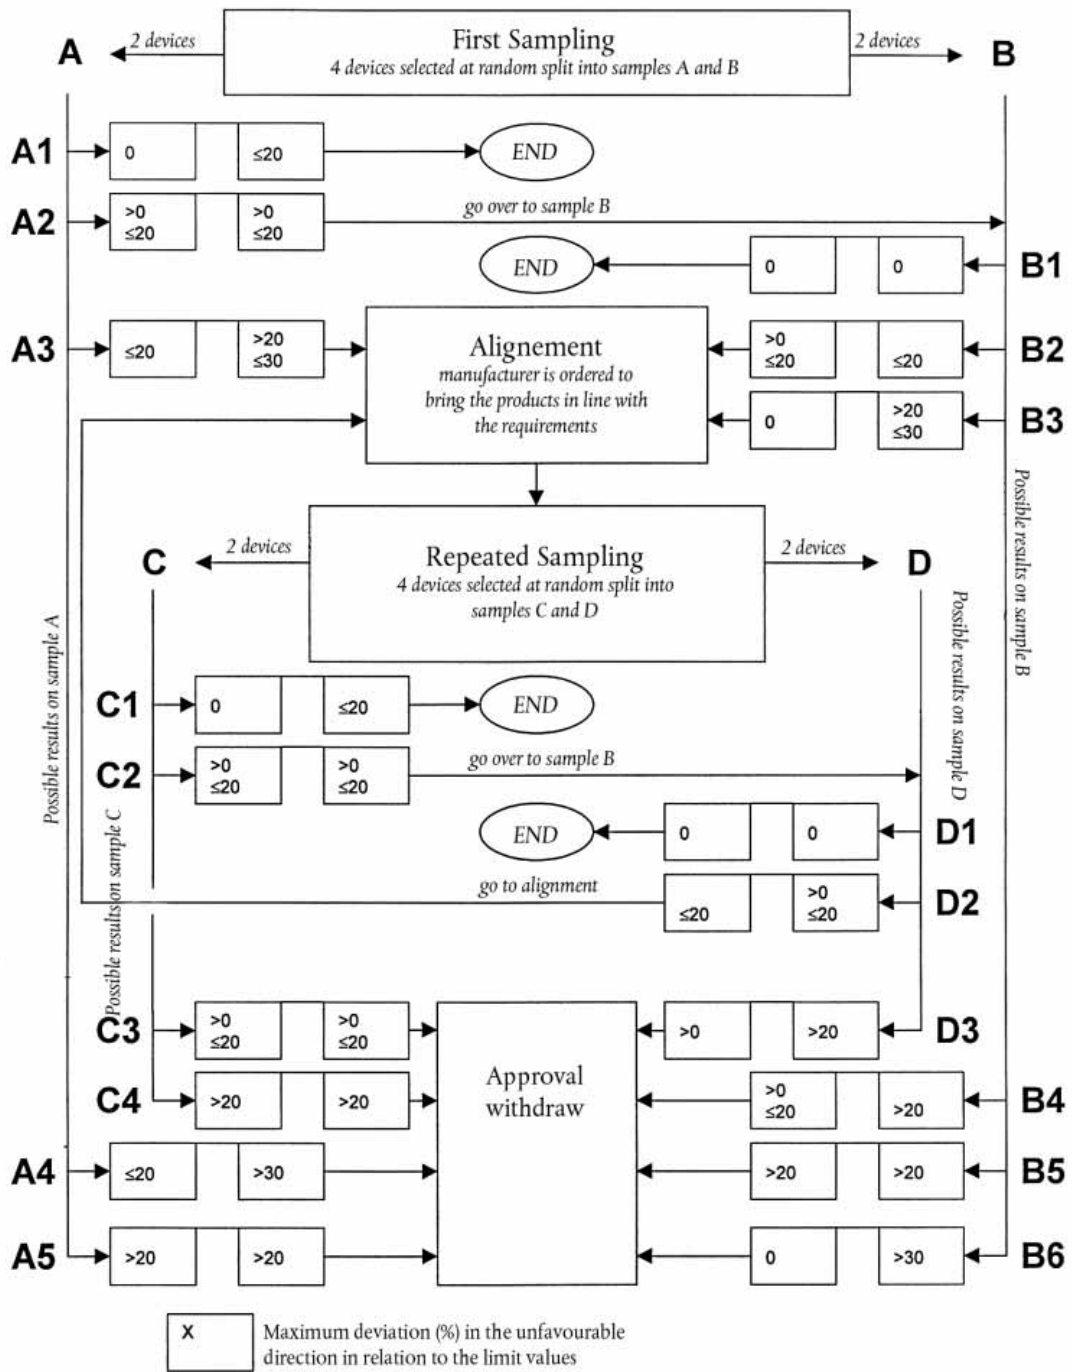 A
2 devices
First Sampling
4 devices selected at random split into samples A and B
2 devices
B
A1
0
≤20
END
A2
>0
≤20
>0
≤20
go over to sample B
END
0
0
B1
A3
≤20
>20
≤30
Alignement
manufacturer is ordered to
bring the products in line with
the requirements
>0
≤20
≤20
B2
0
>20
≤30
B3
Possible results on sample B
C
2 devices
Repeated Sampling
4 devices selected at random split into
samples C and D
2 devices
D
Possible results on sample A
Possible results on sample D
C1
0
≤20
END
C2
>0
≤20
>0
≤20
go over to sample B
END
0
0
D1
Possible results on sample C
go to alignment
≤20
>0
≤20
D2
C3
>0
≤20
>0
≤20
Approval
withdraw
>0
>20
D3
C4
>20
>20
>0
≤20
>20
B4
A4
≤20
>30
>20
>20
B5
A5
>20
>20
0
>30
B6
X
Maximum deviation (%) in the unfavourable
direction in relation to the limit values